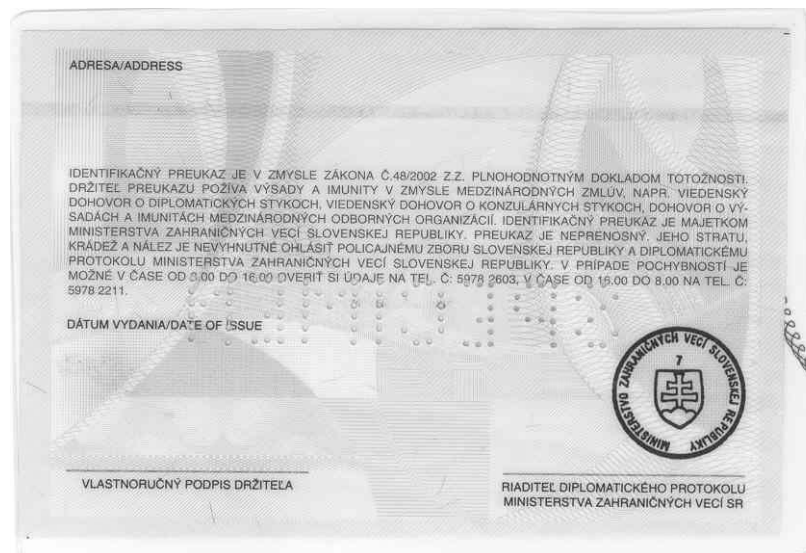 ADRESA/ADDRESS
IDENTIFIKAČNÝ PREUKAZ JE V ZMYSLE ZÁKONA Č.48/2002 Z.Z. PLNOHODNOTNÝM DOKLADOM TOTOŽNOSTI.
DRŽITEĽ PREUKAZU POŽÍVA VÝSADY A IMUNITY V ZMYSLE MEDZINÁRODNÝCH ZMLÚV, NAPR. VIEDENSKÝ
DOHOVOR O DIPLOMATICKÝCH STYKOCH, VIEDENSKÝ DOHOVOR O KONZULÁRNYCH STYKOCH, DOHOVOR O VÝ-
SADÁCH A IMUNITÁCH MEDZINÁRODNÝCH ODBORNÝCH ORGANIZÁCIÍ. IDENTIFIKAČNÝ PREUKAZ JE MAJETKOM
MINISTERSTVA ZAHRANIČNÝCH VECÍ SLOVENSKEJ REPUBLIKY. PREUKAZ JE NEPRENOSNÝ. JEHO STRATU,
KRÁDEŽ A NÁLEZ JE NEVYHNUTNÉ OHLÁSIŤ POLICAJNÉMU ZBORU SLOVENSKEJ REPUBLIKY A DIPLOMATICKÉMU
PROTOKOLU MINISTERSTVA ZAHRANIČNÝCH VECÍ SLOVENSKEJ REPUBLIKY. V PRÍPADE POCHYBNOSTÍ JE
MOŽNÉ V ČASE OD 8.00 DO 16.00 OVERIŤ SI ÚDAJE NA TEL. Č: 5978 2603, V ČASE OD 16.00 DO 8.00 NA TEL. Č:
5978 2211.
DÁTUM VYDANIA/DATE OF ISSUE
MINISTERSTVO ZAHRANIČNÝCH VECÍ SLOVENSKEJ REPUBLIKY
7
VLASTNORUČNÝ PODPIS DRŽITEĽA
RIADITEĽ DIPLOMATICKÉHO PROTOKOLU
MINISTERSTVA ZAHRANIČNÝCH VECÍ SR